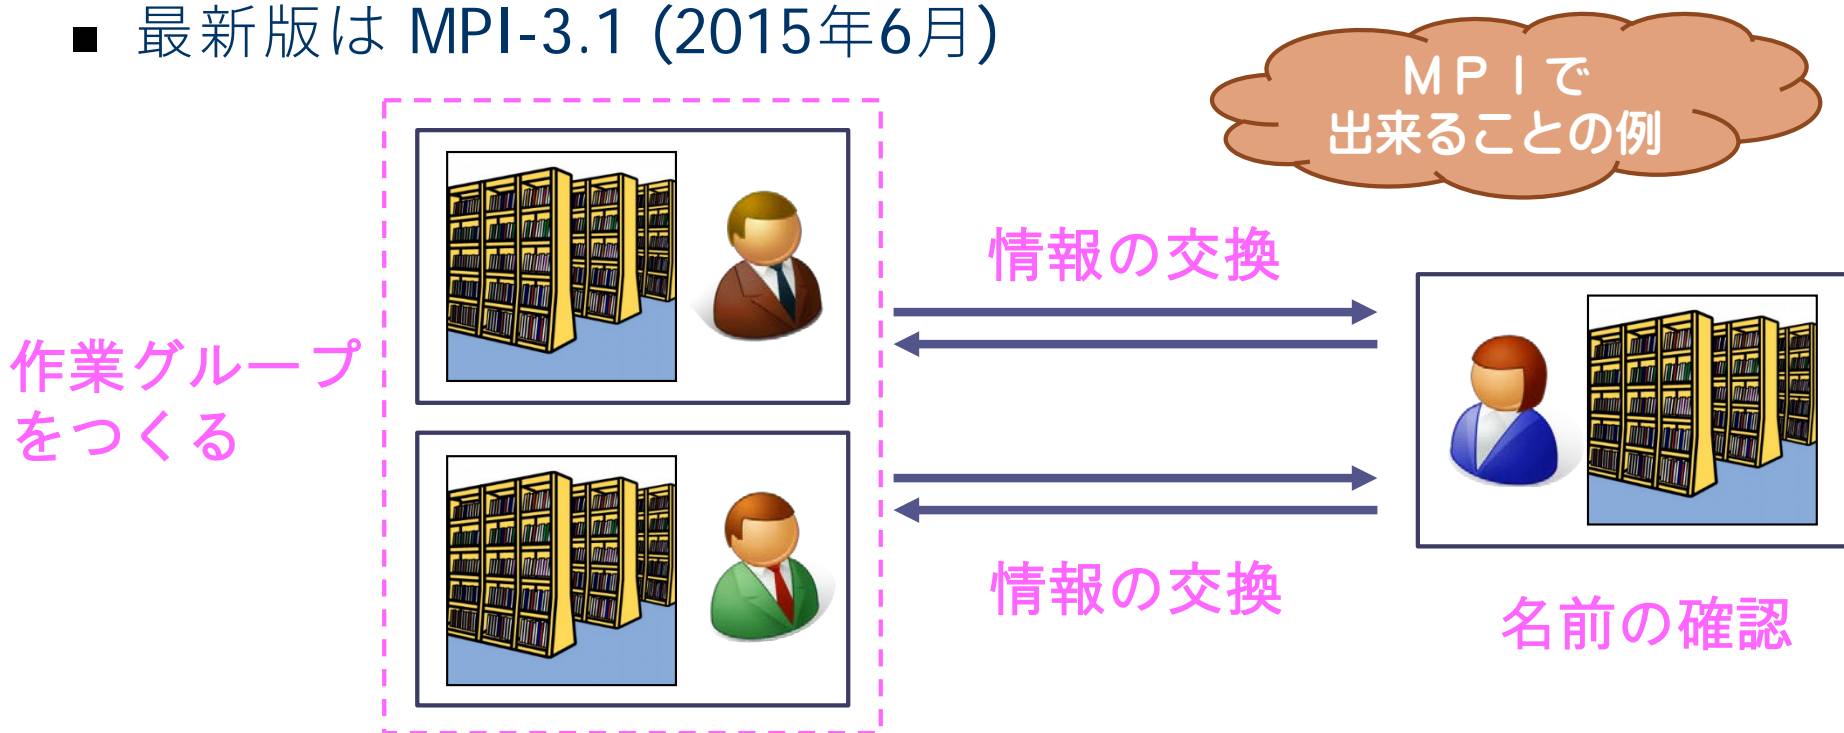 ■ 最新版は MPI-3.1 (2015年6月)
ＭＰＩで
出来ることの例
情報の交換
作業グループ
をつくる
情報の交換
名前の確認